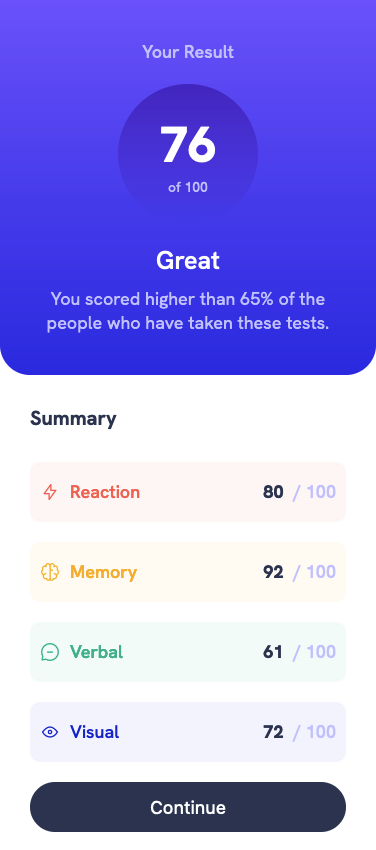 Your Result
76
of 100
Great
You scored higher than 65% of the
people who have taken these tests.
Summary
Reaction 80 / 100
Memory 92 / 100
Verbal 61 / 100
Visual 72 / 100
Continue